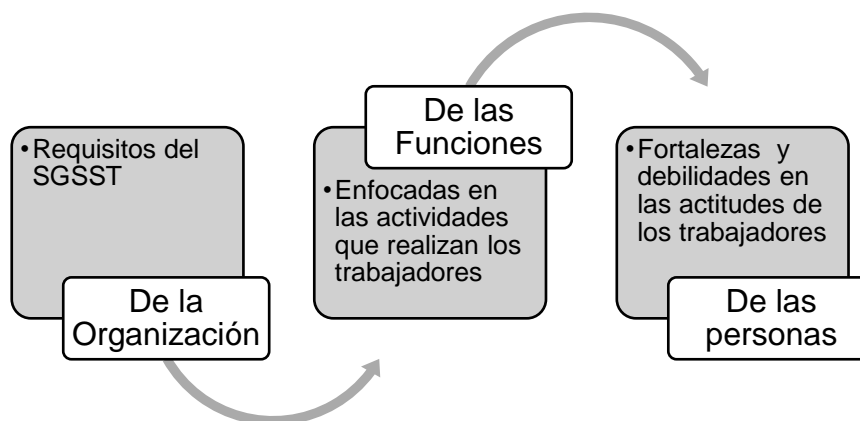 •Requisitos del
SGSST
De la
Organización
De las
Funciones
•Enfocadas en
las actividades
que realizan los
trabajadores
•Fortalezas y
debilidades en
las actitudes de
los trabajadores
De las
personas